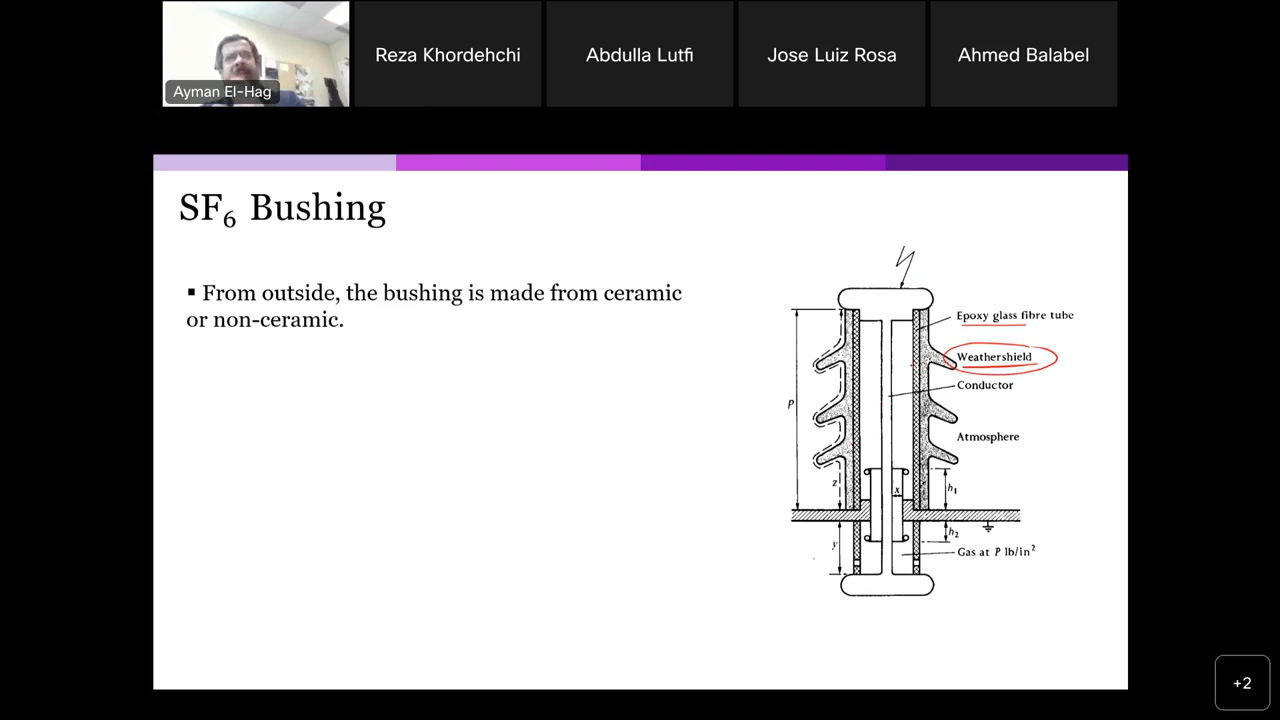 Ayman El-Hag
Reza Khordehchi
Abdulla Lutfi
Jose Luiz Rosa
Ahmed Balabel
SF₆ Bushing
▪ From outside, the bushing is made from ceramic
or non-ceramic.
Epoxy glass fibre tube
Weathershield
Conductor
P
Atmosphere
z
x
h₁
h₂
y
Gas at P lb/in²
+2